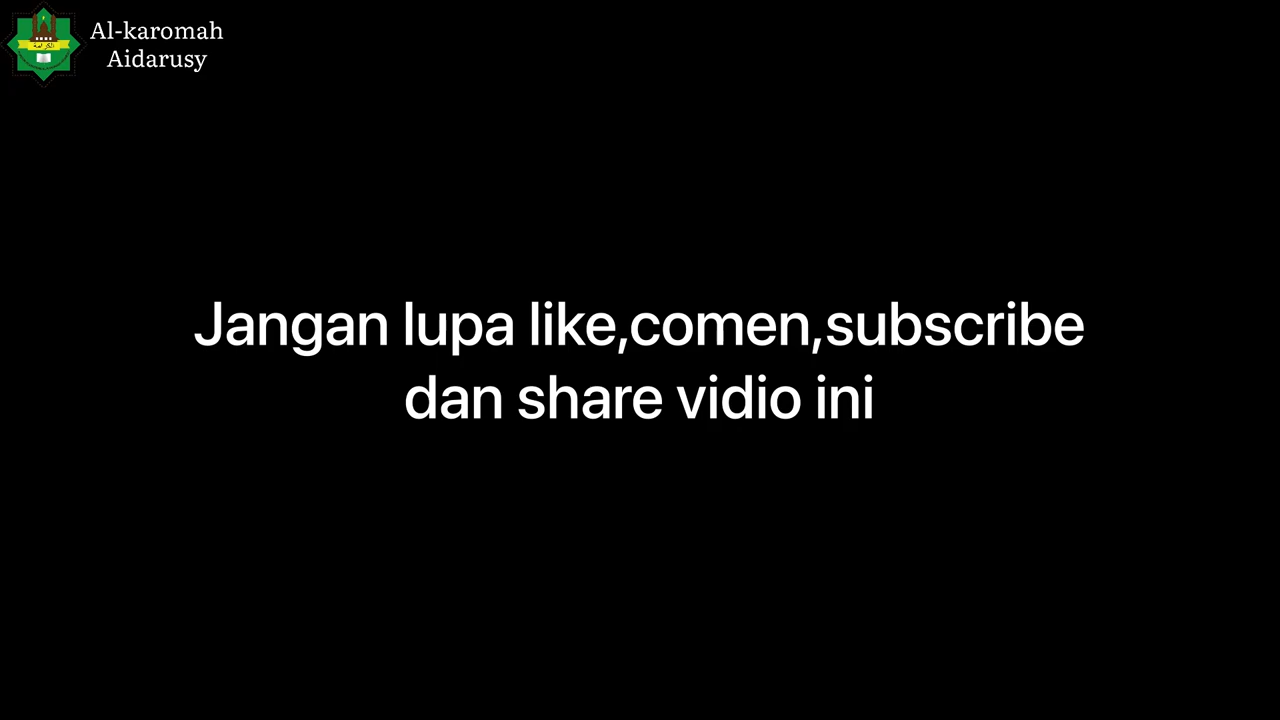 Al-karomah
Aidarusy
Jangan lupa like,comen,subscribe
dan share vidio ini